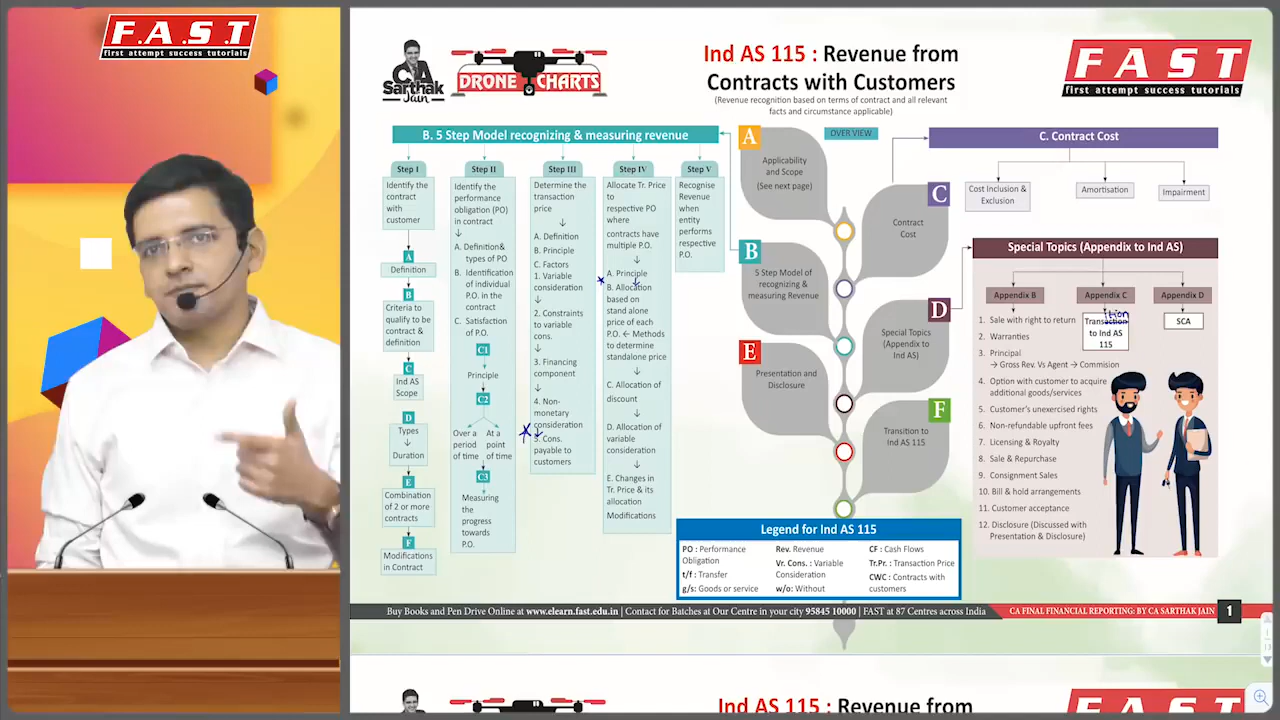 F.A.S.T
first attempt success tutorials
CA
Sarthak
Jain
DRONE CHARTS
Ind AS 115 : Revenue from
Contracts with Customers
(Revenue recognition based on terms of contract and all relevant
facts and circumstance applicable)
FAST
first attempt success tutorials
B. 5 Step Model recognizing & measuring revenue
Step I
Identify the
contract
with
customer
A
Definition
B
Criteria to
qualify to be
contract &
definition
C
Ind AS
Scope
D
Types
↓
Duration
E
Combination
of 2 or more
contracts
F
Modifications
in Contract
Step II
Identify the
performance
obligation (PO)
in contract
↓
A. Definition&
types of PO
B. Identification
of individual
P.O. in the
contract
C. Satisfaction
of P.O.
C1
Principle
C2
Over a
period
of time
At a
point
of time
C3
Measuring
the
progress
towards
P.O.
Step III
Determine the
transaction
price
↓
A. Definition
B. Principle
C. Factors
1. Variable
consideration
↓
2. Constraints
to variable
cons.
↓
3. Financing
component
↓
4. Non-
monetary
consideration
5. Cons.
payable to
customers
Step IV
Allocate Tr. Price
to
respective PO
where
contracts have
multiple P.O.
↓
A. Principle
B. Allocation
based on
stand alone
price of each
P.O. ← Methods
to determine
standalone price
↓
C. Allocation of
discount
↓
D. Allocation of
variable
consideration
↓
E. Changes in
Tr. Price & its
allocation
Modifications
Step V
Recognise
Revenue
when
entity
performs
respective
P.O.
OVER VIEW
A
Applicability
and Scope
(See next page)
B
5 Step Model of
recognizing &
measuring Revenue
C
Contract
Cost
D
Special Topics
(Appendix to
Ind AS)
E
Presentation and
Disclosure
F
Transition to
Ind AS 115
C. Contract Cost
Cost Inclusion &
Exclusion
Amortisation
Impairment
Special Topics (Appendix to Ind AS)
Appendix B
1. Sale with right to return
2. Warranties
3. Principal
→ Gross Rev. Vs Agent → Commision
4. Option with customer to acquire
additional goods/services
5. Customer's unexercised rights
6. Non-refundable upfront fees
7. Licensing & Royalty
8. Sale & Repurchase
9. Consignment Sales
10. Bill & hold arrangements
11. Customer acceptance
12. Disclosure (Discussed with
Presentation & Disclosure)
Appendix C
tion
to Ind AS
115
Appendix D
SCA
Legend for Ind AS 115
PO : Performance
Obligation
t/f : Transfer
g/s: Goods or service
Rev. Revenue
Vr. Cons. : Variable
Consideration
w/o: Without
CF : Cash Flows
Tr.Pr. : Transaction Price
CWC : Contracts with
customers
Buy Books and Pen Drive Online at www.elearn.fast.edu.in | Contact for Batches at Our Centre in your city 95845 10000 | FAST at 87 Centres across India
CA FINAL FINANCIAL REPORTING: BY CA SARTHAK JAIN 1
Ind AS 115 : Revenue from